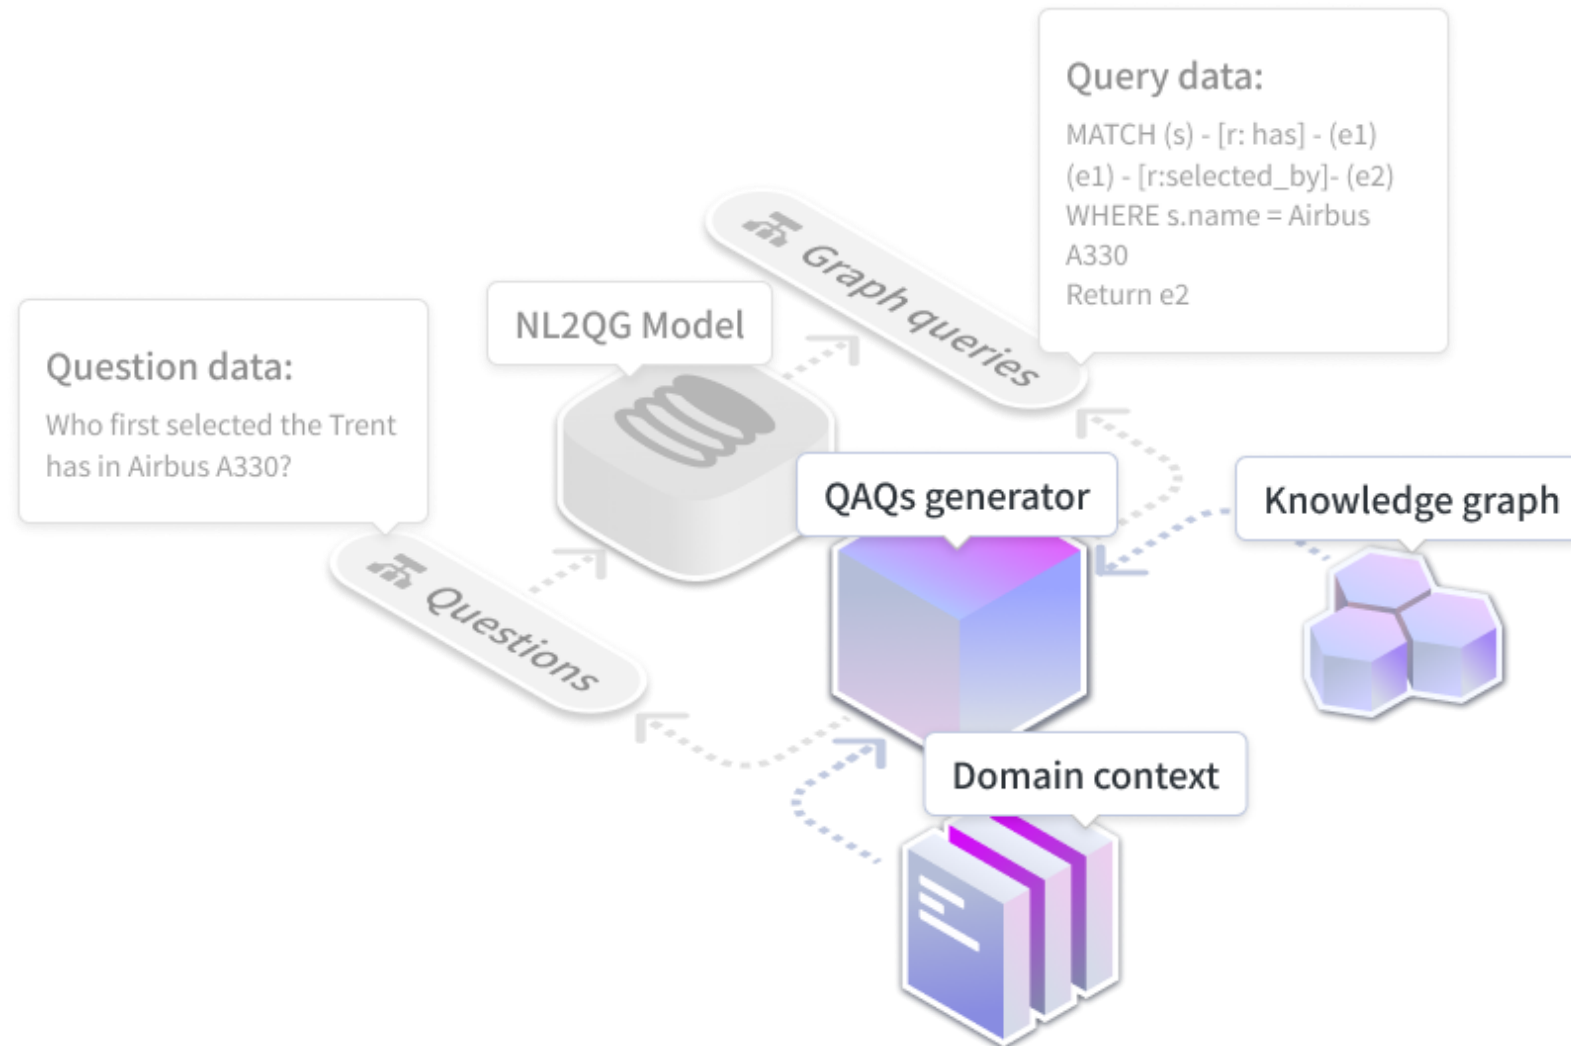 Query data:
MATCH (s) - [r: has] - (e1)
(e1) - [r:selected_by]- (e2)
WHERE s.name = Airbus
A330
Return e2
Graph queries
NL2QG Model
Question data:
Who first selected the Trent
has in Airbus A330?
QAQs generator
Knowledge graph
Questions
Domain context